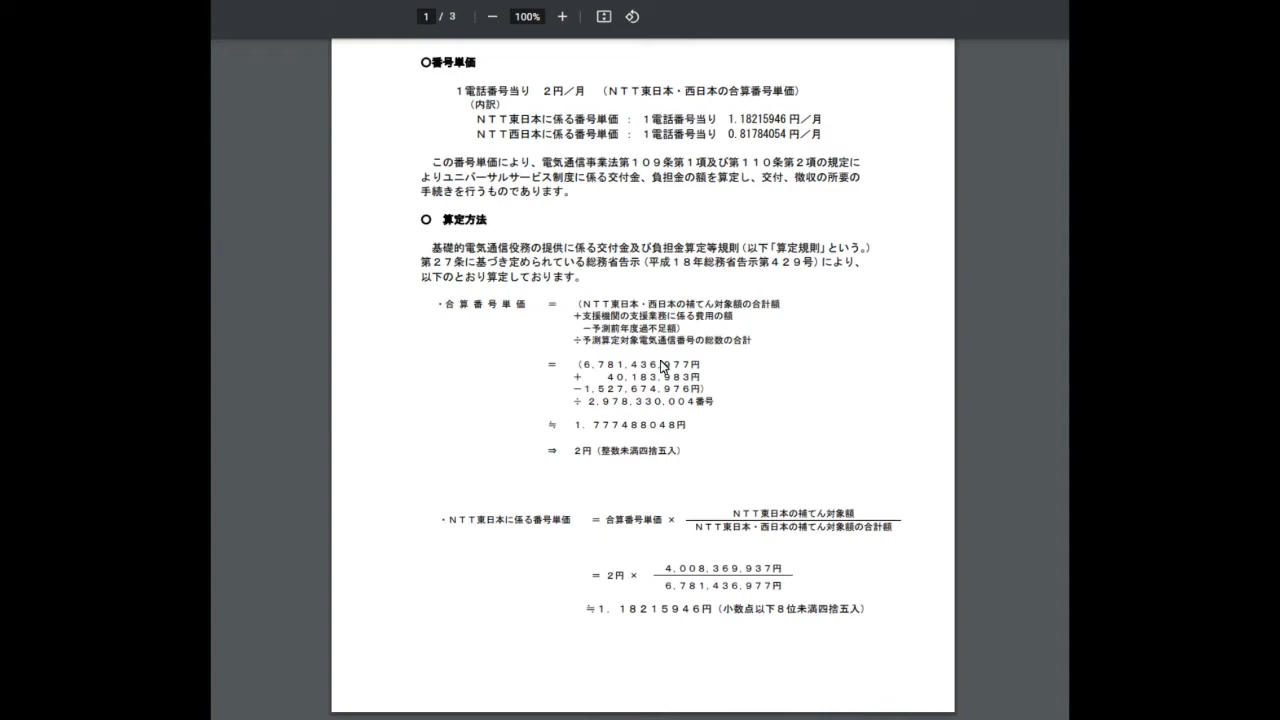 1 / 3 100%
○番号単価
1電話番号当り 2円/月 (NTT東日本・西日本の合算番号単価)
(内訳)
NTT東日本に係る番号単価 : 1電話番号当り 1.18215946 円/月
NTT西日本に係る番号単価 : 1電話番号当り 0.81784054 円/月
この番号単価により、電気通信事業法第109条第1項及び第110条第2項の規定に
よりユニバーサルサービス制度に係る交付金、負担金の額を算定し、交付、徴収の所要の
手続きを行うものであります。
○ 算定方法
基礎的電気通信役務の提供に係る交付金及び負担金算定等規則(以下「算定規則」という。)
第27条に基づき定められている総務省告示(平成18年総務省告示第429号)により、
以下のとおり算定しております。
・合算番号単価 = (NTT東日本・西日本の補てん対象額の合計額
+支援機関の支援業務に係る費用の額
-予測前年度過不足額)
÷予測算定対象電気通信番号の総数の合計
= (6,781,436,977円
+ 40,183,983円
-1,527,674,976円)
÷ 2,978,330,004番号
≒ 1.777488048円
⇒ 2円(整数未満四捨五入)
・NTT東日本に係る番号単価 = 合算番号単価 ×
NTT東日本の補てん対象額
NTT東日本・西日本の補てん対象額の合計額
= 2円 ×
4,008,369,937円
6,781,436,977円
≒1.18215946円(小数点以下8位未満四捨五入)